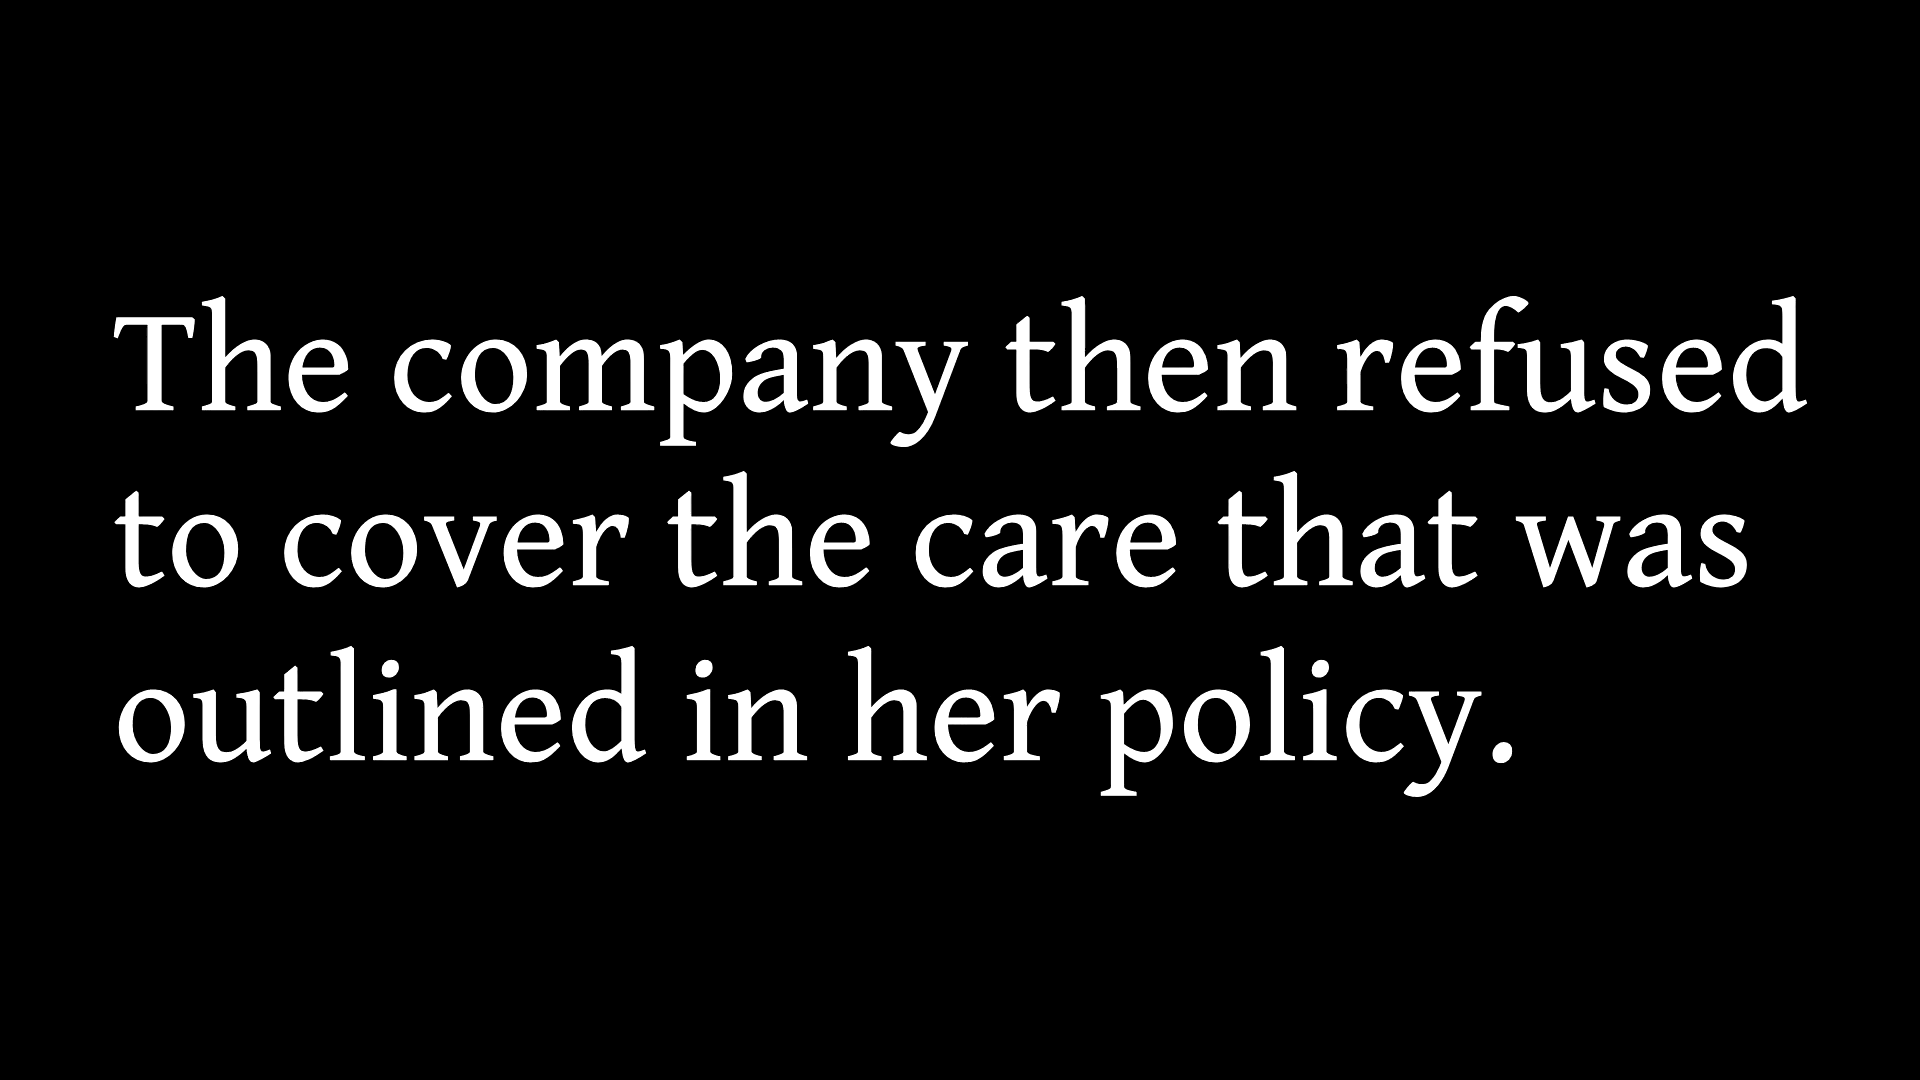 The company then refused
to cover the care that was
outlined in her policy.